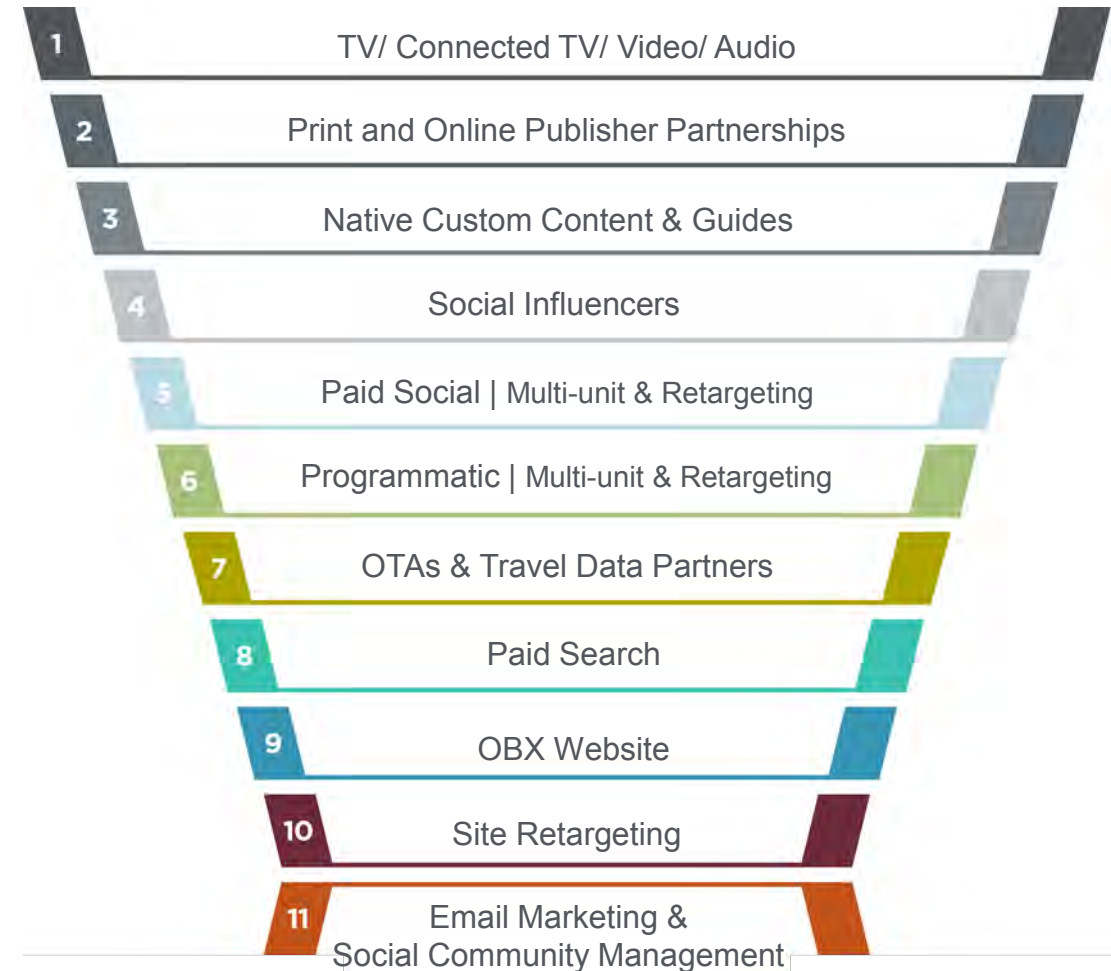 1 TV/ Connected TV/ Video/ Audio
2 Print and Online Publisher Partnerships
3 Native Custom Content & Guides
4 Social Influencers
5 Paid Social | Multi-unit & Retargeting
6 Programmatic | Multi-unit & Retargeting
7 OTAs & Travel Data Partners
8 Paid Search
9 OBX Website
10 Site Retargeting
11 Email Marketing &
Social Community Management